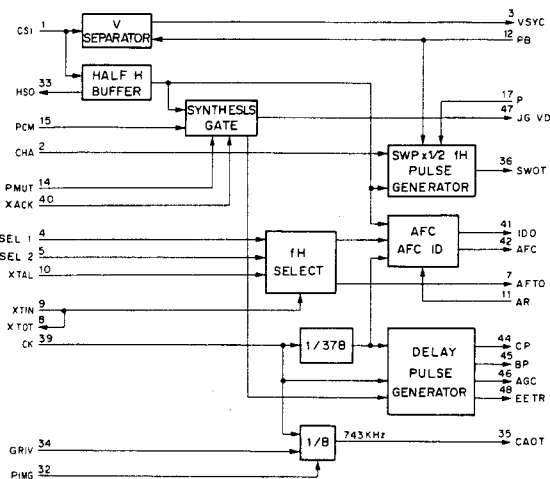 CSI 1
V
SEPARATOR
3 VSYC
12 PB
HSO 33
HALF H
BUFFER
17 P
47 JG VD
PCM 15
SYNTHESLS
GATE
CHA 2
SWP x 1/2 fH
PULSE
GENERATOR
36 SWOT
PMUT 14
XACK 40
SEL 1 4
SEL 2 5
XTAL 10
fH
SELECT
AFC
AFC ID
41 IDO
42 AFC
7 AFTO
11 AR
XTIN 9
XTOT 8
CK 39
1/378
DELAY
PULSE
GENERATOR
44 CP
45 BP
46 AGC
48 EETR
GRIV 34
1/8
743KHz
35 CAOT
PIMG 32